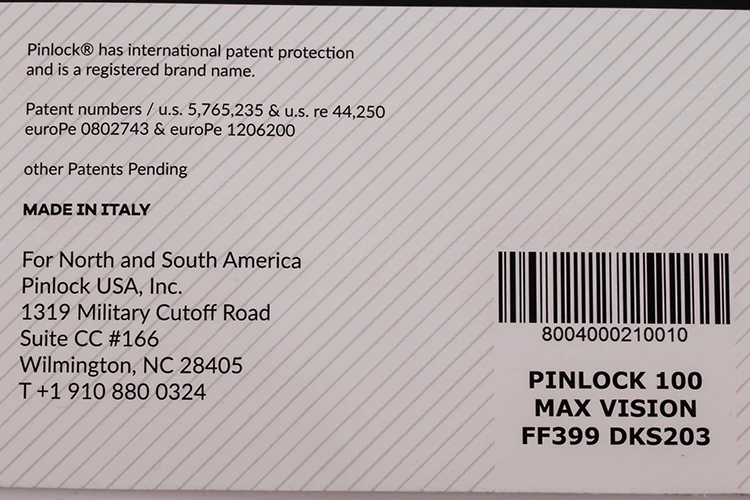 Pinlock® has international patent protection
and is a registered brand name.
Patent numbers / u.s. 5,765,235 & u.s. re 44,250
euroPe 0802743 & euroPe 1206200
other Patents Pending
MADE IN ITALY
For North and South America
Pinlock USA, Inc.
1319 Military Cutoff Road
Suite CC #166
Wilmington, NC 28405
T +1 910 880 0324
8004000210010
PINLOCK 100
MAX VISION
FF399 DKS203